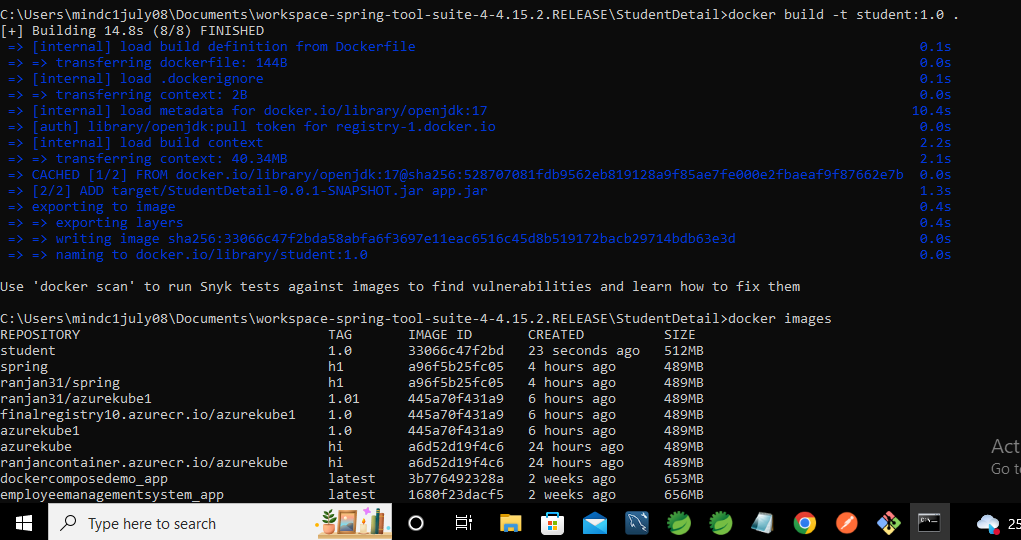 C:\Users\mindc1july08\Documents\workspace-spring-tool-suite-4-4.15.2.RELEASE\StudentDetail>docker build -t student:1.0 .
[+] Building 14.8s (8/8) FINISHED
=> [internal] load build definition from Dockerfile 0.1s
=> => transferring dockerfile: 144B 0.0s
=> [internal] load .dockerignore 0.1s
=> => transferring context: 2B 0.0s
=> [internal] load metadata for docker.io/library/openjdk:17 10.4s
=> [auth] library/openjdk:pull token for registry-1.docker.io 0.0s
=> [internal] load build context 2.2s
=> => transferring context: 40.34MB 2.1s
=> CACHED [1/2] FROM docker.io/library/openjdk:17@sha256:528707081fdb9562eb819128a9f85ae7fe000e2fbaeaf9f87662e7b 0.0s
=> [2/2] ADD target/StudentDetail-0.0.1-SNAPSHOT.jar app.jar 1.3s
=> exporting to image 0.4s
=> => exporting layers 0.4s
=> => writing image sha256:33066c47f2bda58abfa6f3697e11eac6516c45d8b519172bacb29714bdb63e3d 0.0s
=> => naming to docker.io/library/student:1.0 0.0s
Use 'docker scan' to run Snyk tests against images to find vulnerabilities and learn how to fix them
C:\Users\mindc1july08\Documents\workspace-spring-tool-suite-4-4.15.2.RELEASE\StudentDetail>docker images
REPOSITORY TAG IMAGE ID CREATED SIZE
student 1.0 33066c47f2bd 23 seconds ago 512MB
spring h1 a96f5b25fc05 4 hours ago 489MB
ranjan31/spring h1 a96f5b25fc05 4 hours ago 489MB
ranjan31/azurekube1 1.01 445a70f431a9 6 hours ago 489MB
finalregistry10.azurecr.io/azurekube1 1.0 445a70f431a9 6 hours ago 489MB
azurekube1 1.0 445a70f431a9 6 hours ago 489MB
azurekube hi a6d52d19f4c6 24 hours ago 489MB
ranjancontainer.azurecr.io/azurekube hi a6d52d19f4c6 24 hours ago 489MB
dockercomposedemo_app latest 3b776492328a 2 weeks ago 653MB
employeemanagementsystem_app latest 1680f23dacf5 2 weeks ago 656MB
Act
Go t
Type here to search
25